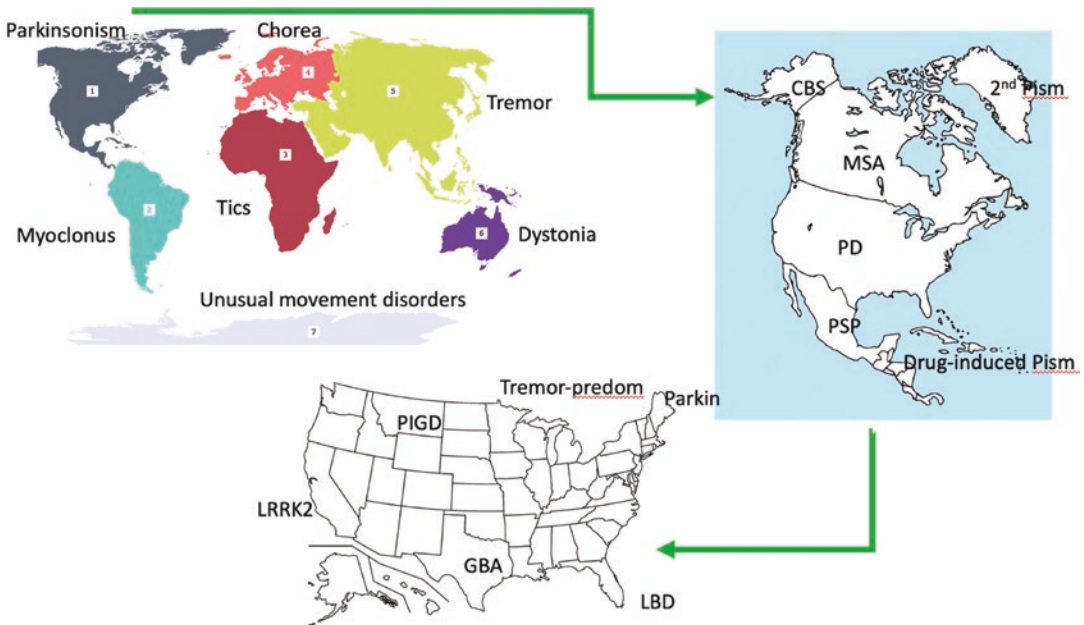 Parkinsonism
Chorea
1
4
5
Tremor
3
2
Tics
Myoclonus
6
Dystonia
Unusual movement disorders
7
CBS
2nd Pism
MSA
PD
PSP
Drug-induced Pism
Tremor-predom
Parkin
PIGD
LRRK2
GBA
LBD